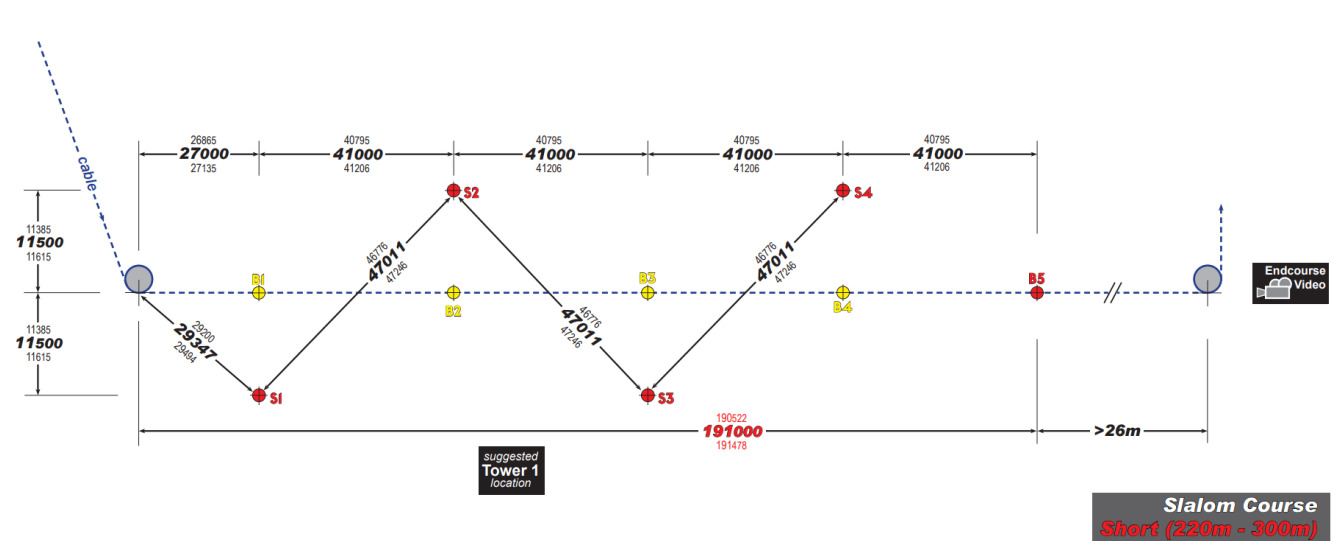 26865
27000
27135
40795
41000
41206
40795
41000
41206
40795
41000
41206
40795
41000
41206
cable
S2
S4
11385
11500
11615
46776
47011
47246
46776
47011
47246
46776
47011
47246
B1
B2
B3
B4
B5
Endcourse
Video
11385
11500
11615
29200
29347
29494
S1
S3
190522
191000
191478
>26m
suggested
Tower 1
location
Slalom Course
Short (220m - 300m)